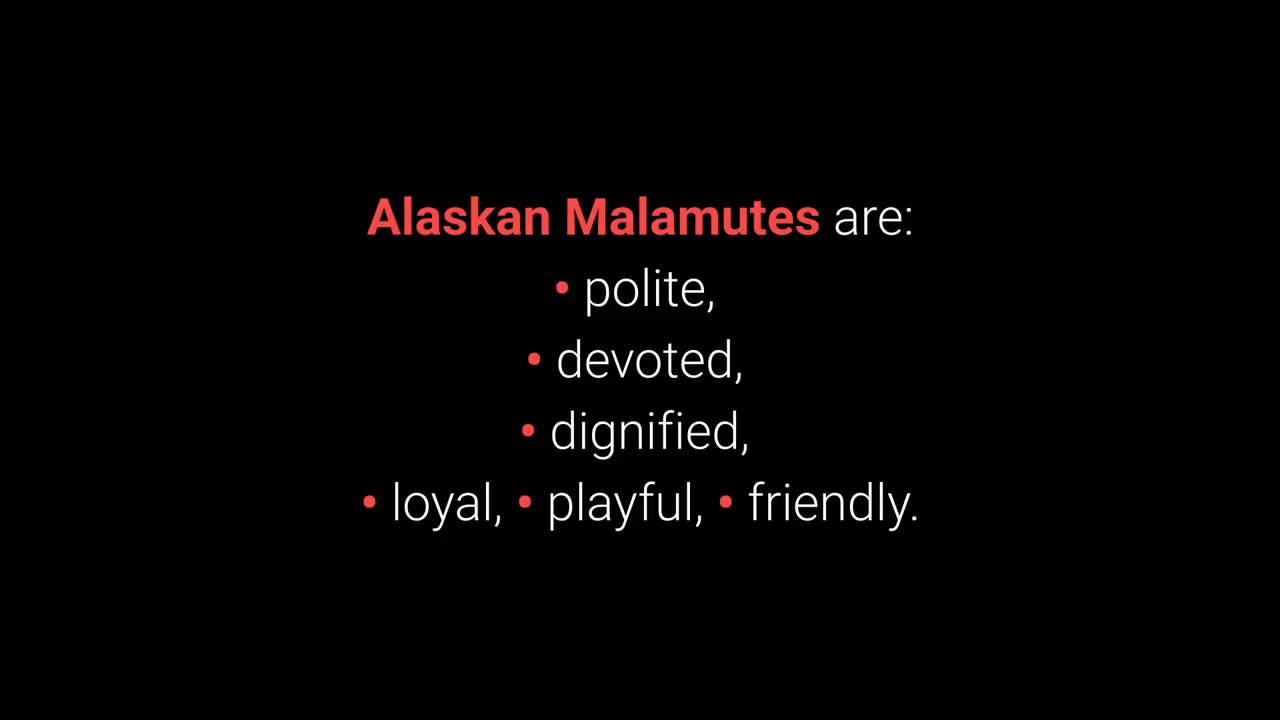 Alaskan Malamutes are:
• polite,
• devoted,
• dignified,
• loyal, • playful, • friendly.